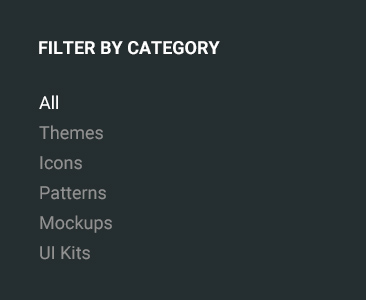 FILTER BY CATEGORY
All
Themes
Icons
Patterns
Mockups
UI Kits